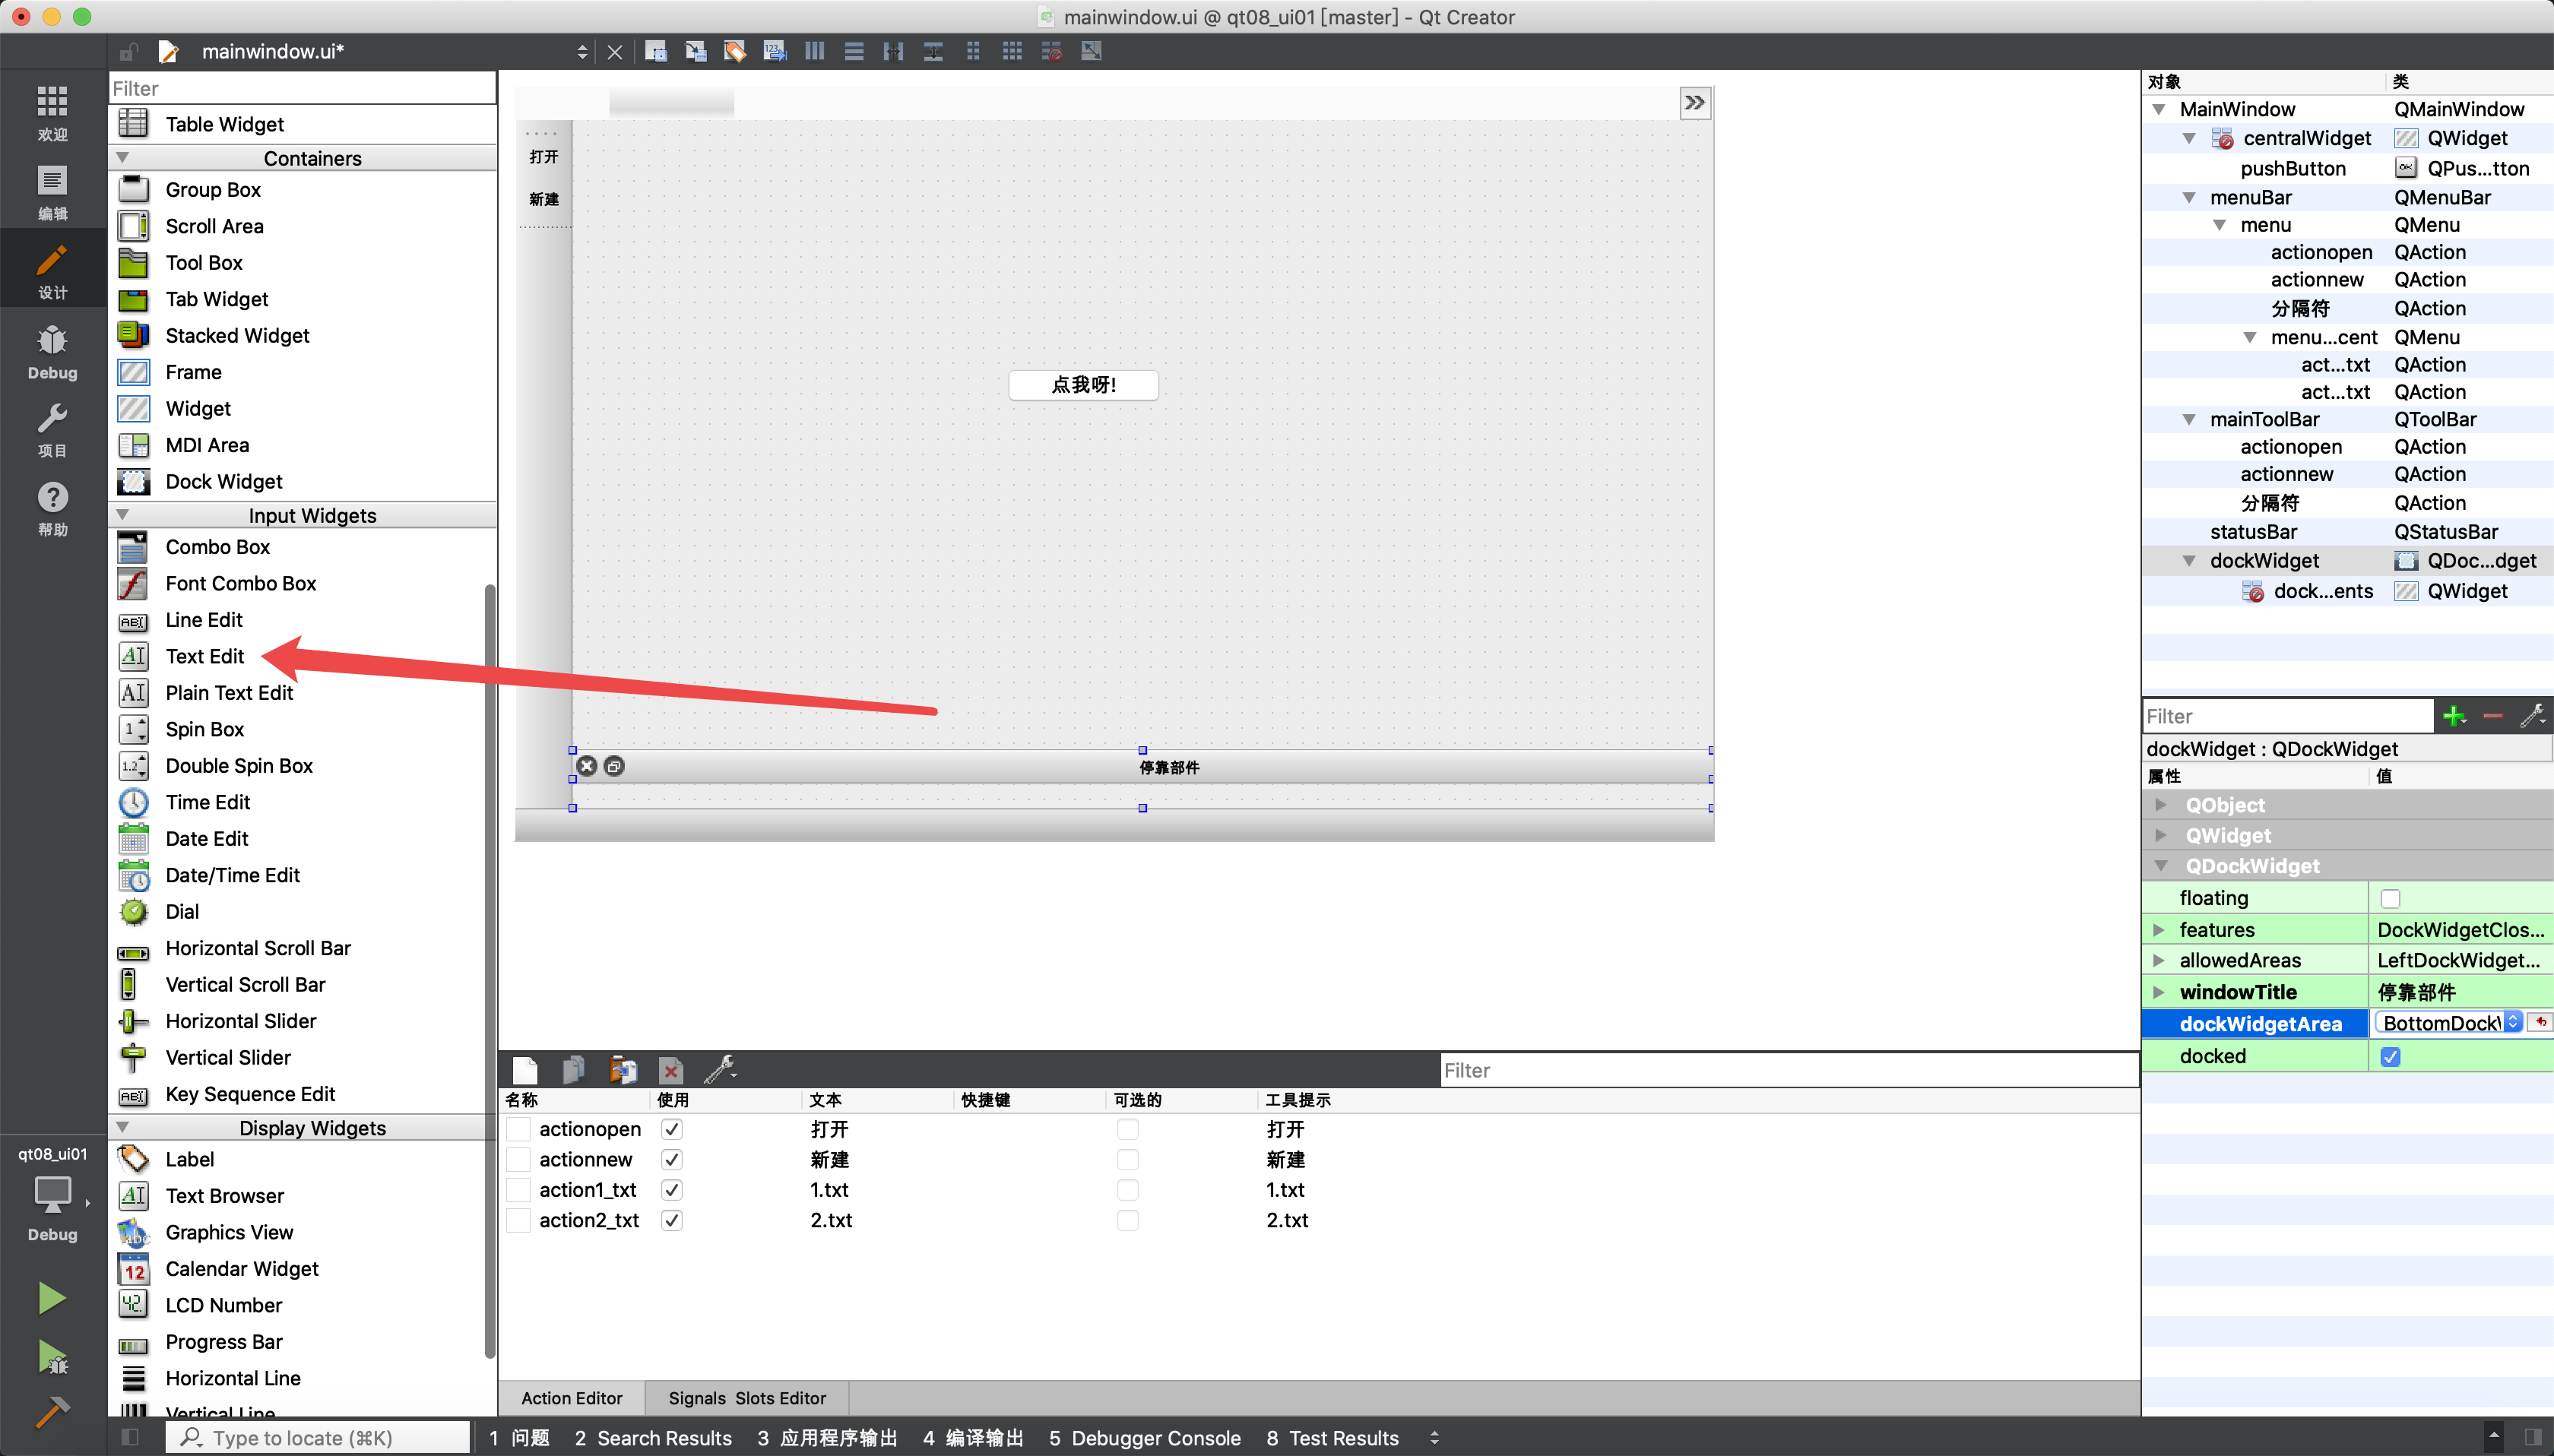 mainwindow.ui @ qt08_ui01 [master] - Qt Creator
mainwindow.ui*
欢迎
编辑
设计
Debug
项目
帮助
qt08_ui01
Debug
Filter
Table Widget
Containers
Group Box
Scroll Area
Tool Box
Tab Widget
Stacked Widget
Frame
Widget
MDI Area
Dock Widget
Input Widgets
Combo Box
Font Combo Box
Line Edit
Text Edit
Plain Text Edit
Spin Box
Double Spin Box
Time Edit
Date Edit
Date/Time Edit
Dial
Horizontal Scroll Bar
Vertical Scroll Bar
Horizontal Slider
Vertical Slider
Key Sequence Edit
Display Widgets
Label
Text Browser
Graphics View
Calendar Widget
LCD Number
Progress Bar
Horizontal Line
Vertical Line
打开
新建
点我呀!
停靠部件
Filter
名称 使用 文本 快捷键 可选的 工具提示
actionopen 打开 打开
actionnew 新建 新建
action1_txt 1.txt 1.txt
action2_txt 2.txt 2.txt
Action Editor Signals Slots Editor
对象 类
MainWindow QMainWindow
centralWidget QWidget
pushButton QPus...tton
menuBar QMenuBar
menu QMenu
actionopen QAction
actionnew QAction
分隔符 QAction
menu...cent QMenu
act...txt QAction
act...txt QAction
mainToolBar QToolBar
actionopen QAction
actionnew QAction
分隔符 QAction
statusBar QStatusBar
dockWidget QDoc...dget
dock...ents QWidget
Filter
dockWidget : QDockWidget
属性 值
QObject
QWidget
QDockWidget
floating
features DockWidgetClos...
allowedAreas LeftDockWidget...
windowTitle 停靠部件
dockWidgetArea BottomDock
docked
Type to locate (⌘K) 1 问题 2 Search Results 3 应用程序输出 4 编译输出 5 Debugger Console 8 Test Results